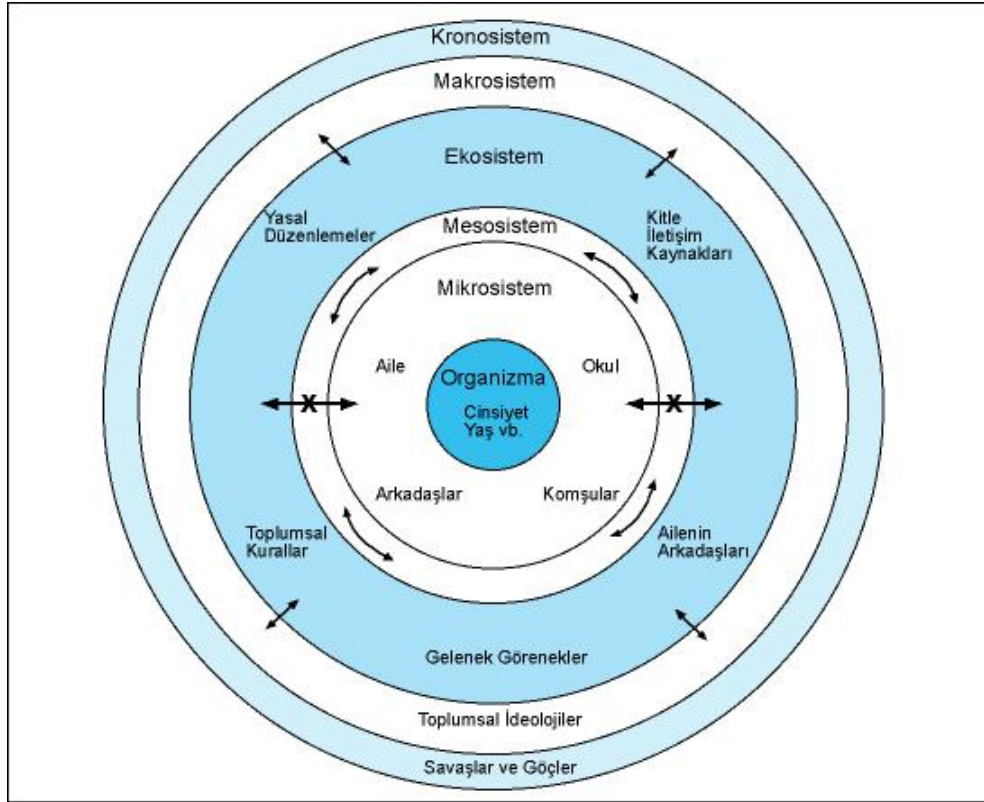 Kronosistem
Makrosistem
Ekosistem
Yasal
Düzenlemeler
Kitle
İletişim
Kaynakları
Mesosistem
Mikrosistem
Aile
Okul
Organizma
Cinsiyet
Yaş vb.
X
X
Arkadaşlar
Komşular
Toplumsal
Kurallar
Ailenin
Arkadaşları
Gelenek Görenekler
Toplumsal İdeolojiler
Savaşlar ve Göçler